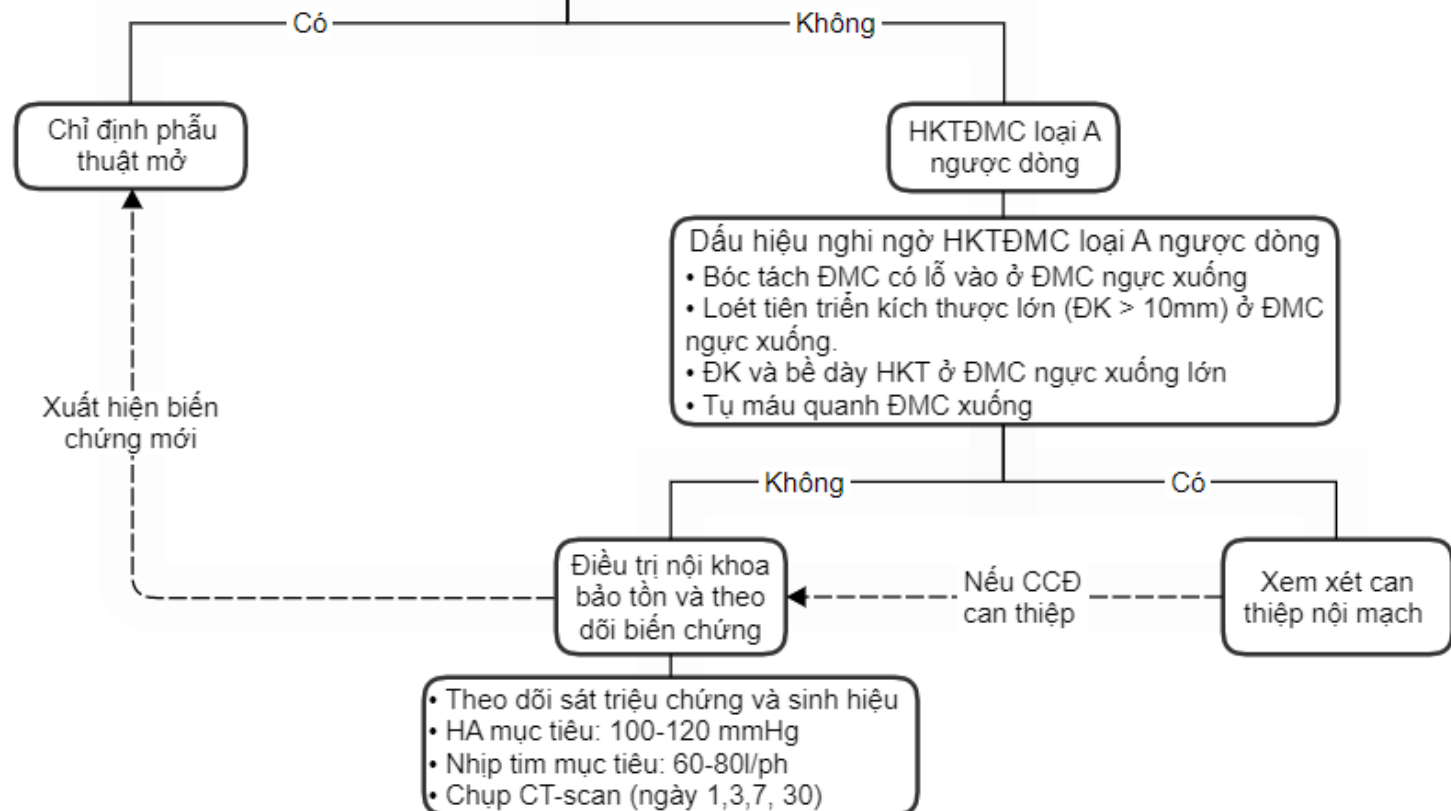 Có
Không
Chỉ định phẫu
thuật mở
HKTĐMC loại A
ngược dòng
Dấu hiệu nghi ngờ HKTĐMC loại A ngược dòng
• Bóc tách ĐMC có lỗ vào ở ĐMC ngực xuống
• Loét tiên triển kích thược lớn (ĐK > 10mm) ở ĐMC
ngực xuống.
• ĐK và bề dày HKT ở ĐMC ngực xuống lớn
• Tụ máu quanh ĐMC xuống
Xuất hiện biến
chứng mới
Không
Có
Điều trị nội khoa
bảo tồn và theo
dõi biến chứng
Nếu CCĐ
can thiệp
Xem xét can
thiệp nội mạch
• Theo dõi sát triệu chứng và sinh hiệu
• HA mục tiêu: 100-120 mmHg
• Nhịp tim mục tiêu: 60-80l/ph
• Chụp CT-scan (ngày 1,3,7, 30)